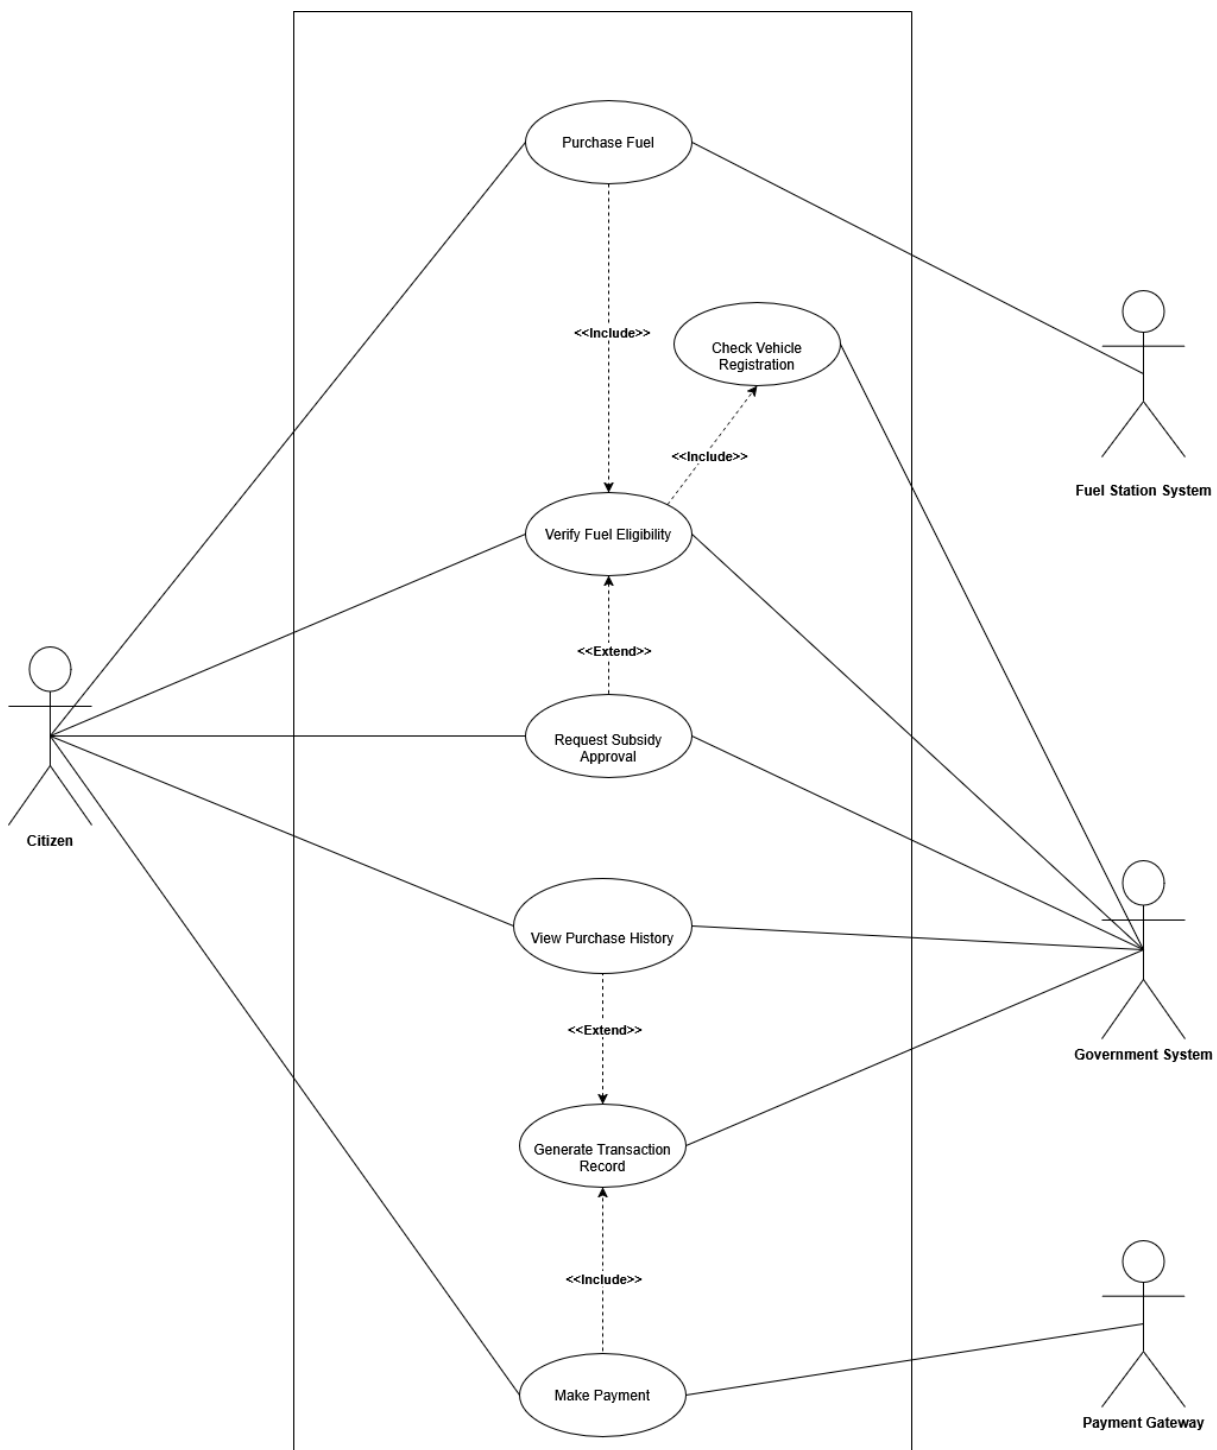 Purchase Fuel
<<Include>>
Check Vehicle
Registration
<<Include>>
Fuel Station System
Verify Fuel Eligibility
<<Extend>>
Request Subsidy
Approval
Citizen
View Purchase History
<<Extend>>
Government System
Generate Transaction
Record
<<Include>>
Make Payment
Payment Gateway